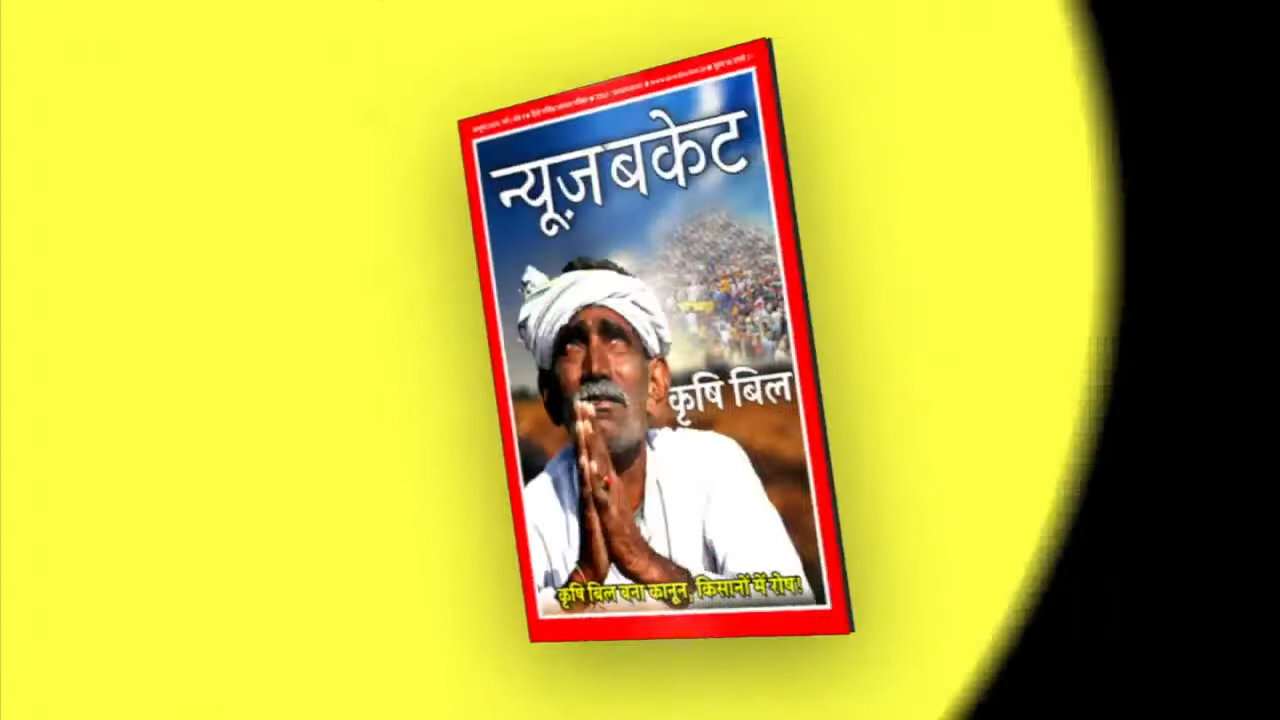 न्यूज़बकेट
कृषि बिल
कृषि बिल बना कानून, किसानों में रोष!